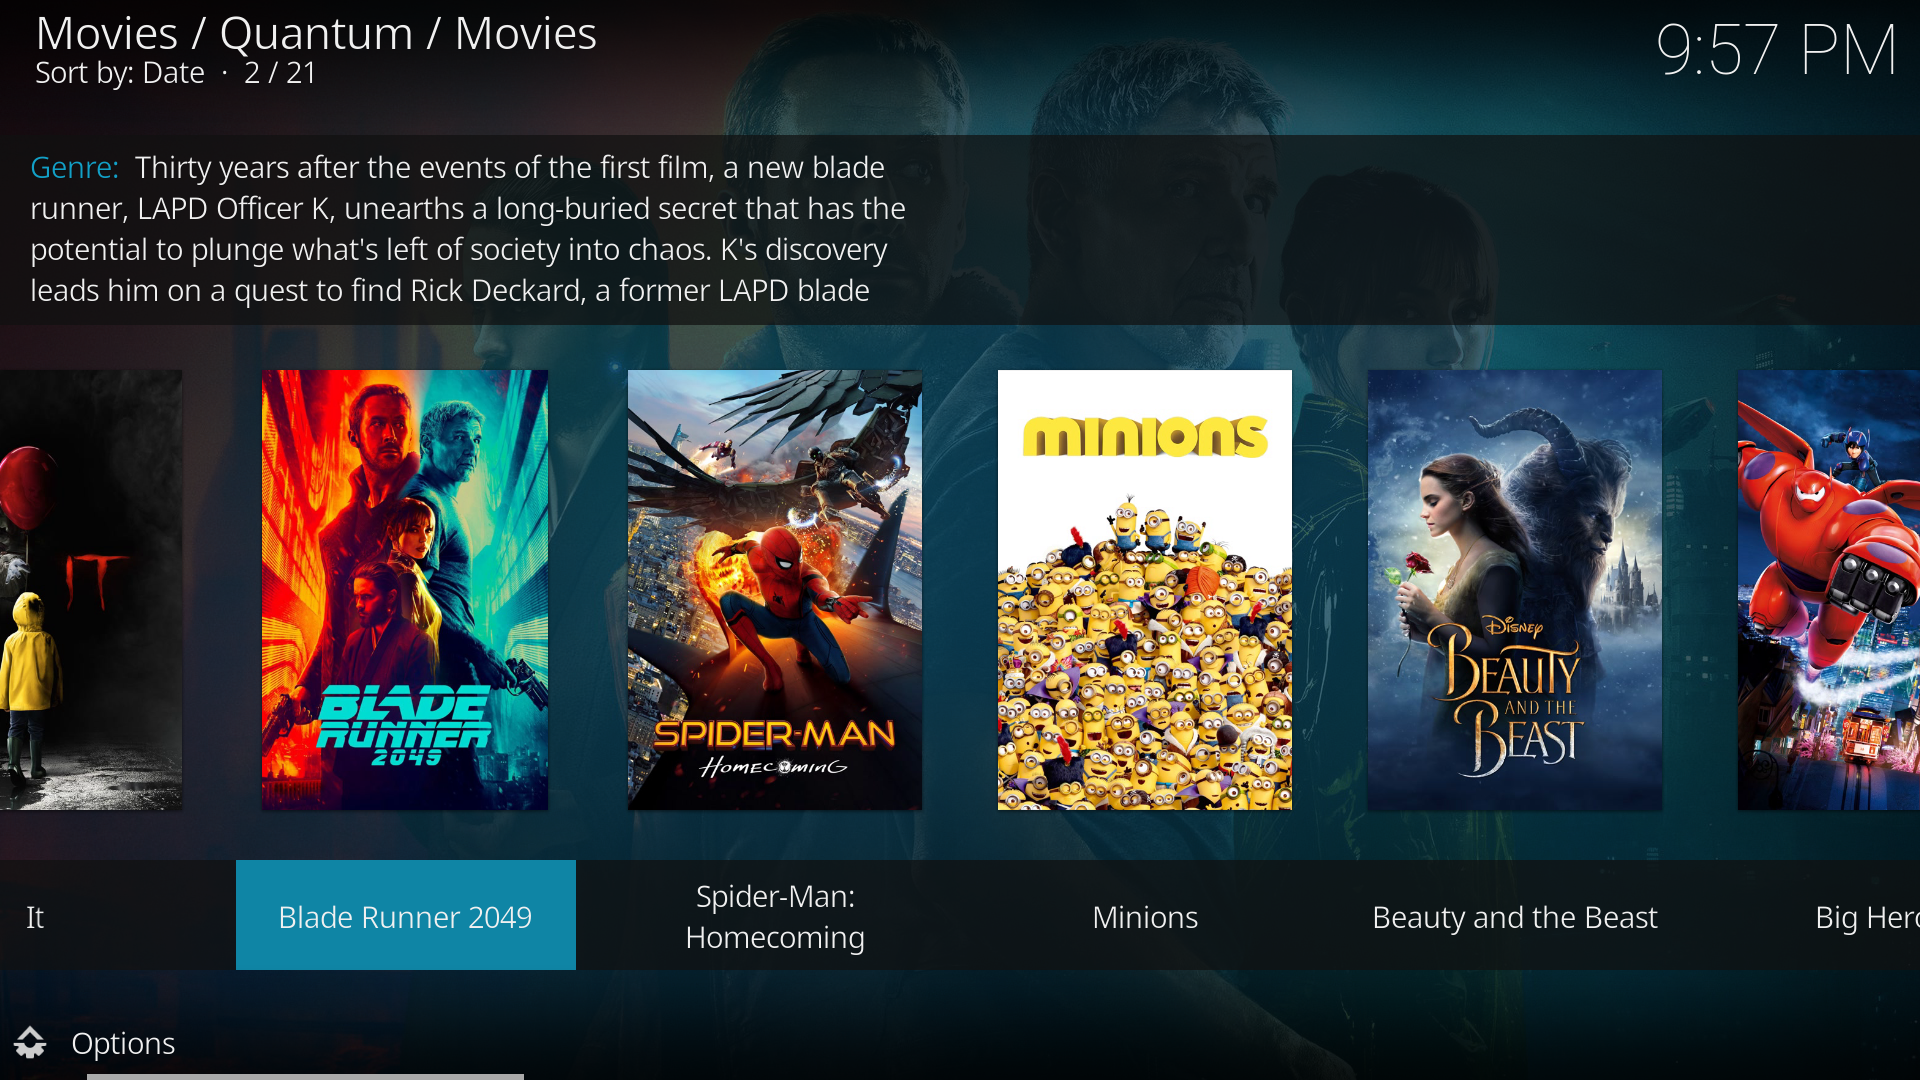 Movies / Quantum / Movies
Sort by: Date · 2 / 21
9:57 PM
Genre: Thirty years after the events of the first film, a new blade
runner, LAPD Officer K, unearths a long-buried secret that has the
potential to plunge what's left of society into chaos. K's discovery
leads him on a quest to find Rick Deckard, a former LAPD blade
IT
BLADE
RUNNER
2049
SPIDER-MAN
HOMECOMING
minions
DISNEY
BEAUTY
AND THE
BEAST
It
Blade Runner 2049
Spider-Man:
Homecoming
Minions
Beauty and the Beast
Big Hero
Options